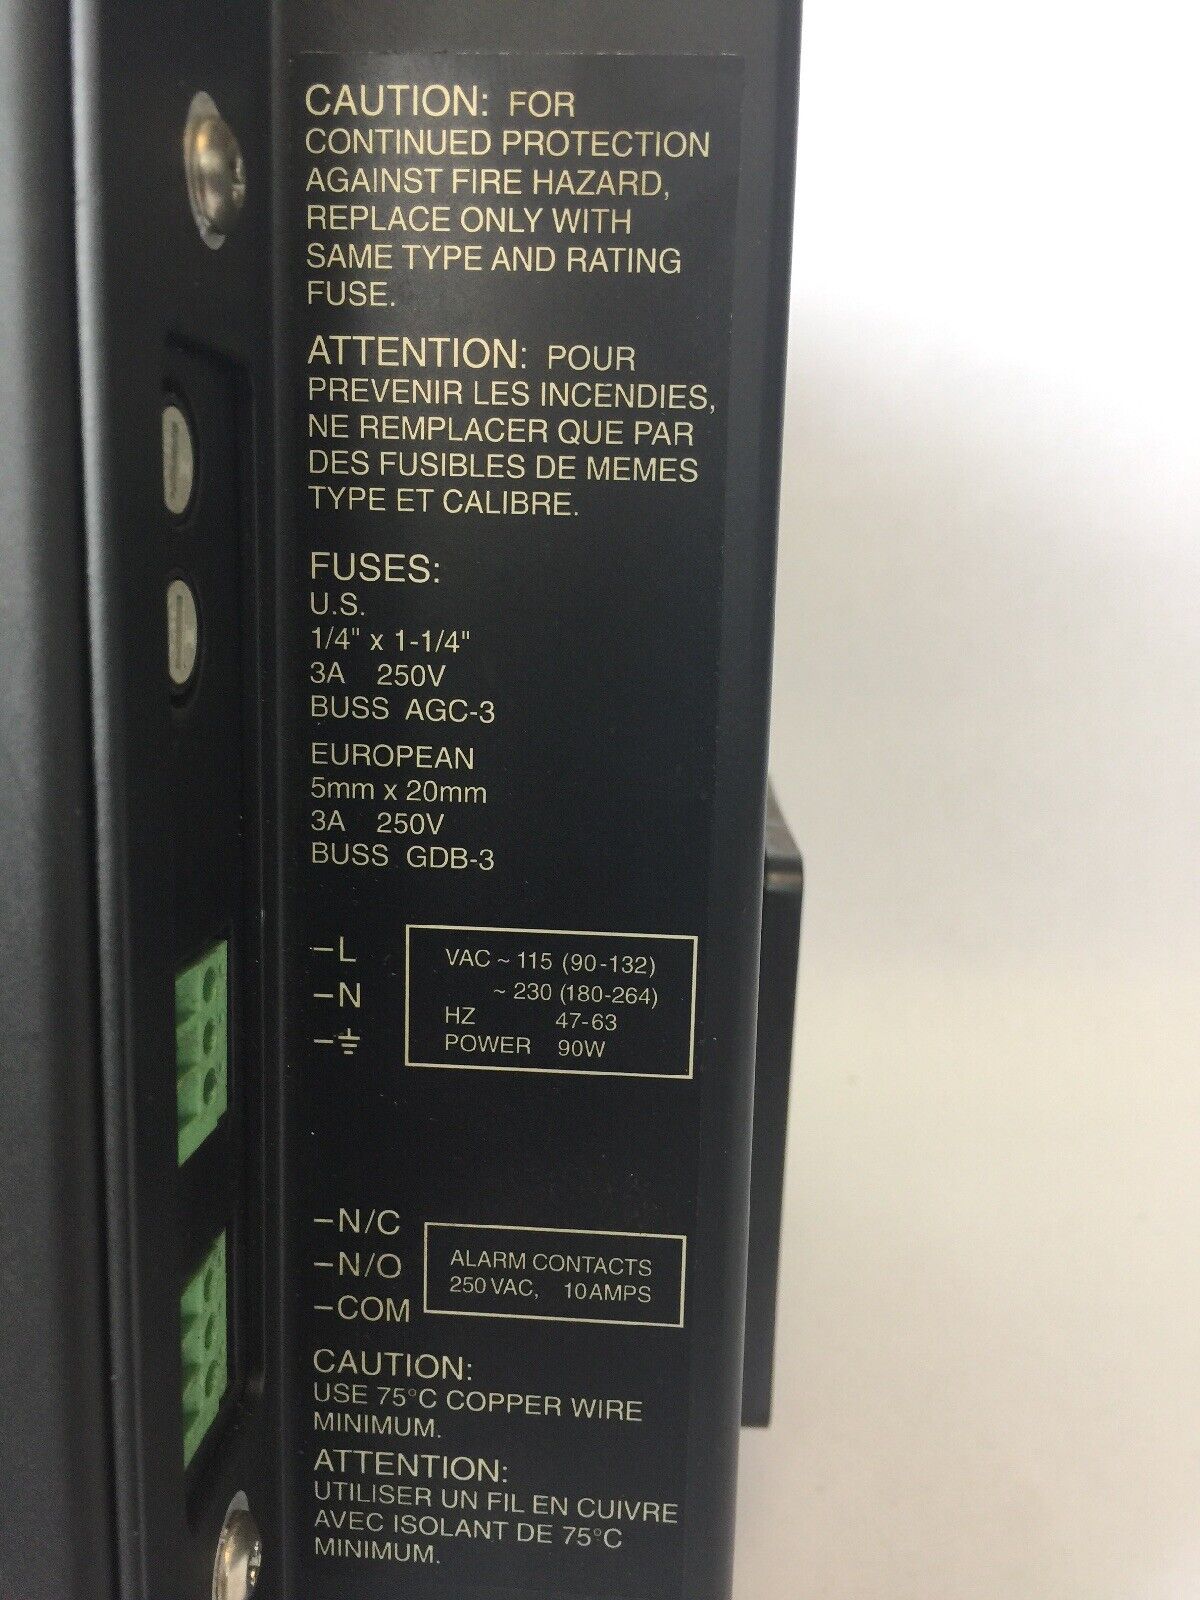 CAUTION: FOR
CONTINUED PROTECTION
AGAINST FIRE HAZARD,
REPLACE ONLY WITH
SAME TYPE AND RATING
FUSE.
ATTENTION: POUR
PREVENIR LES INCENDIES,
NE REMPLACER QUE PAR
DES FUSIBLES DE MEMES
TYPE ET CALIBRE.
FUSES:
U.S.
1/4" x 1-1/4"
3A 250V
BUSS AGC-3
EUROPEAN
5mm x 20mm
3A 250V
BUSS GDB-3
–L
–N
–⏚
VAC ~ 115 (90-132)
~ 230 (180-264)
HZ 47-63
POWER 90W
–N/C
–N/O
–COM
ALARM CONTACTS
250 VAC, 10 AMPS
CAUTION:
USE 75°C COPPER WIRE
MINIMUM.
ATTENTION:
UTILISER UN FIL EN CUIVRE
AVEC ISOLANT DE 75°C
MINIMUM.